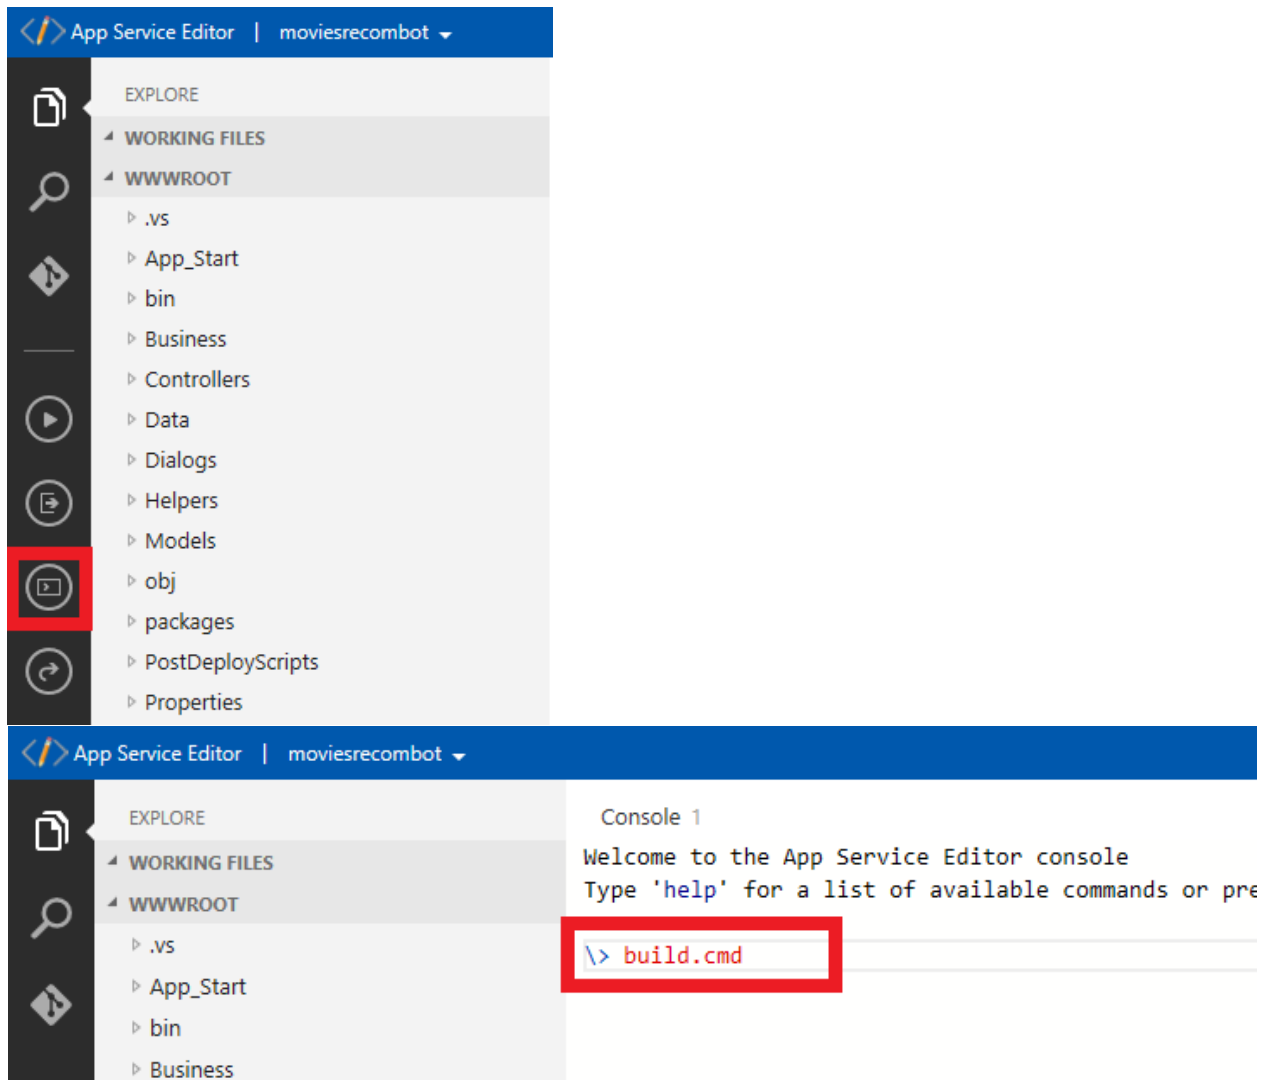 App Service Editor | moviesrecombot
EXPLORE
WORKING FILES
WWWROOT
.vs
App_Start
bin
Business
Controllers
Data
Dialogs
Helpers
Models
obj
packages
PostDeployScripts
Properties
App Service Editor | moviesrecombot
EXPLORE
WORKING FILES
WWWROOT
.vs
App_Start
bin
Business
Console 1
Welcome to the App Service Editor console
Type 'help' for a list of available commands or pre
\> build.cmd